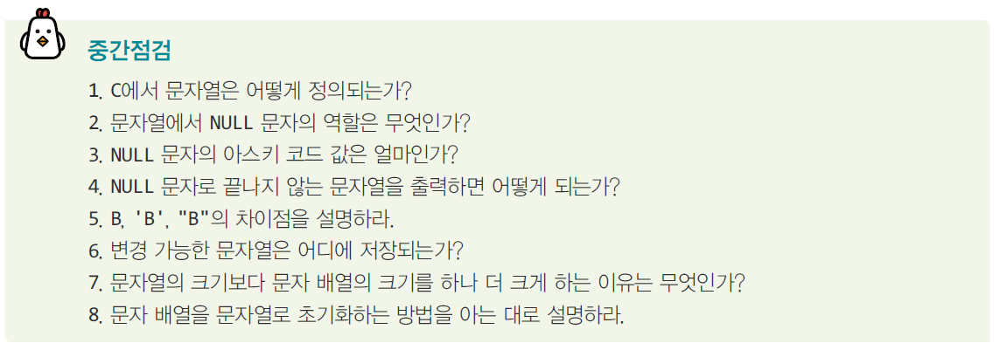 중간점검
1. C에서 문자열은 어떻게 정의되는가?
2. 문자열에서 NULL 문자의 역할은 무엇인가?
3. NULL 문자의 아스키 코드 값은 얼마인가?
4. NULL 문자로 끝나지 않는 문자열을 출력하면 어떻게 되는가?
5. B, 'B', "B"의 차이점을 설명하라.
6. 변경 가능한 문자열은 어디에 저장되는가?
7. 문자열의 크기보다 문자 배열의 크기를 하나 더 크게 하는 이유는 무엇인가?
8. 문자 배열을 문자열로 초기화하는 방법을 아는 대로 설명하라.